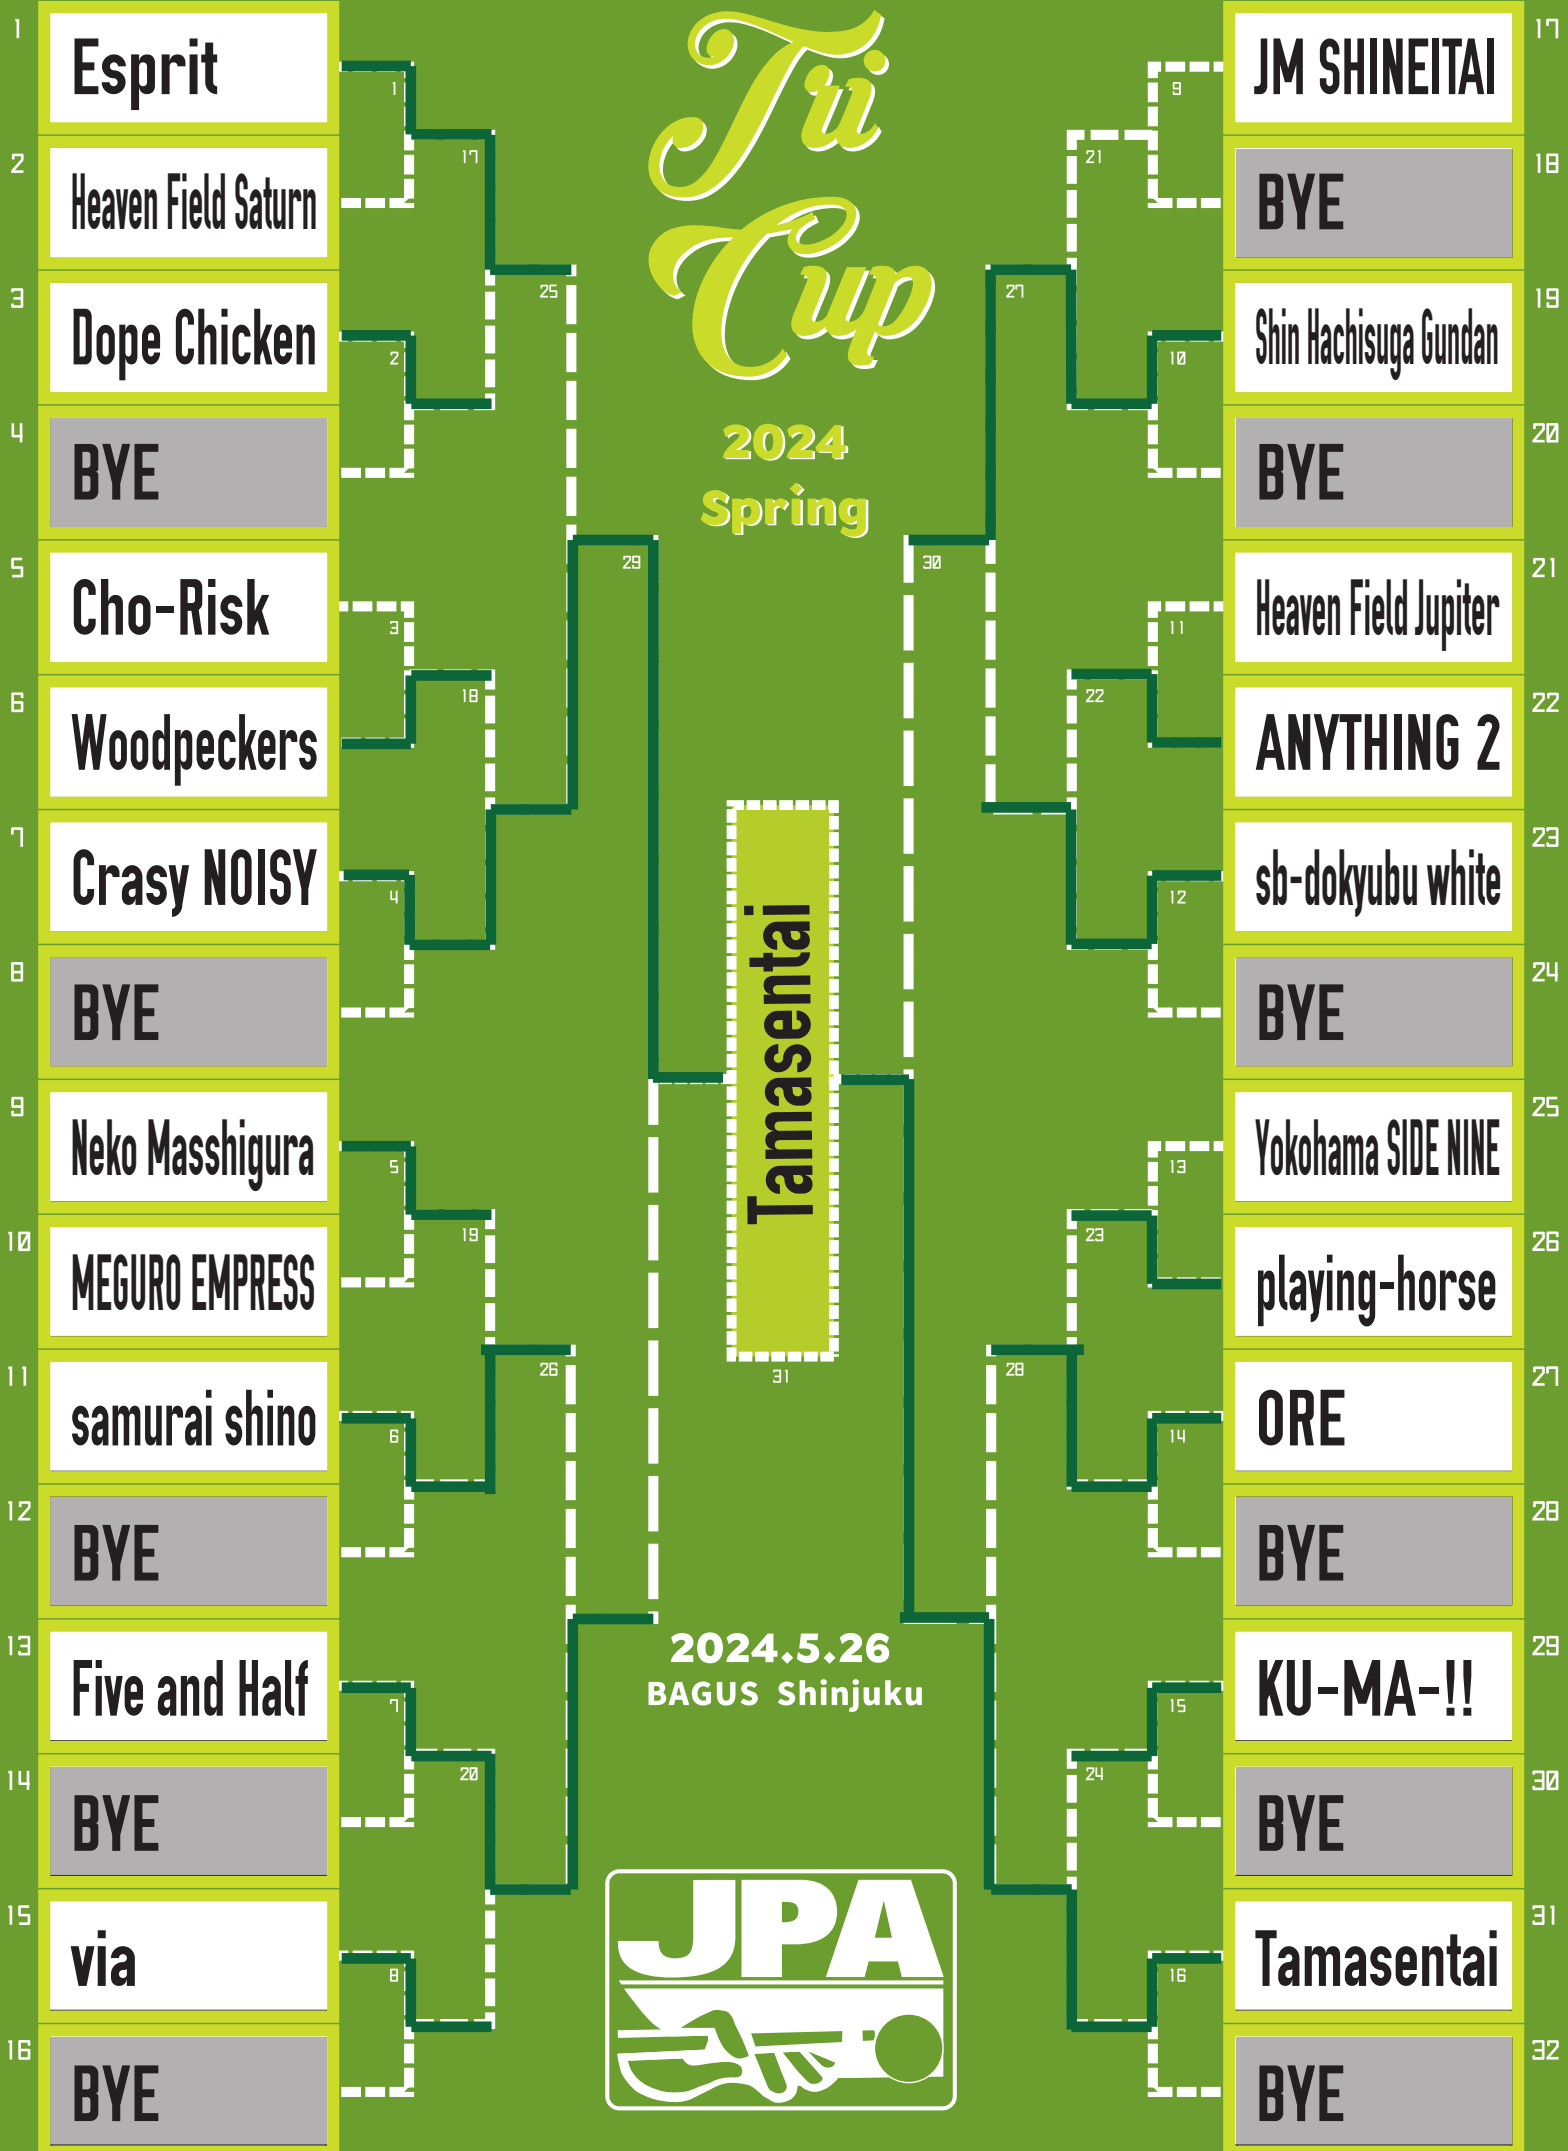 Tri
Cup
2024
Spring
1
Esprit
2
Heaven Field Saturn
3
Dope Chicken
4
BYE
5
Cho-Risk
6
Woodpeckers
7
Crasy NOISY
8
BYE
9
Neko Masshigura
10
MEGURO EMPRESS
11
samurai shino
12
BYE
13
Five and Half
14
BYE
15
via
16
BYE
1
2
3
4
5
6
7
8
17
18
19
20
25
26
29
Tamasentai
31
30
27
28
21
22
23
24
9
10
11
12
13
14
15
16
17
JM SHINEITAI
18
BYE
19
Shin Hachisuga Gundan
20
BYE
21
Heaven Field Jupiter
22
ANYTHING 2
23
sb-dokyubu white
24
BYE
25
Yokohama SIDE NINE
26
playing-horse
27
ORE
28
BYE
29
KU-MA-!!
30
BYE
31
Tamasentai
32
BYE
2024.5.26
BAGUS Shinjuku
JPA